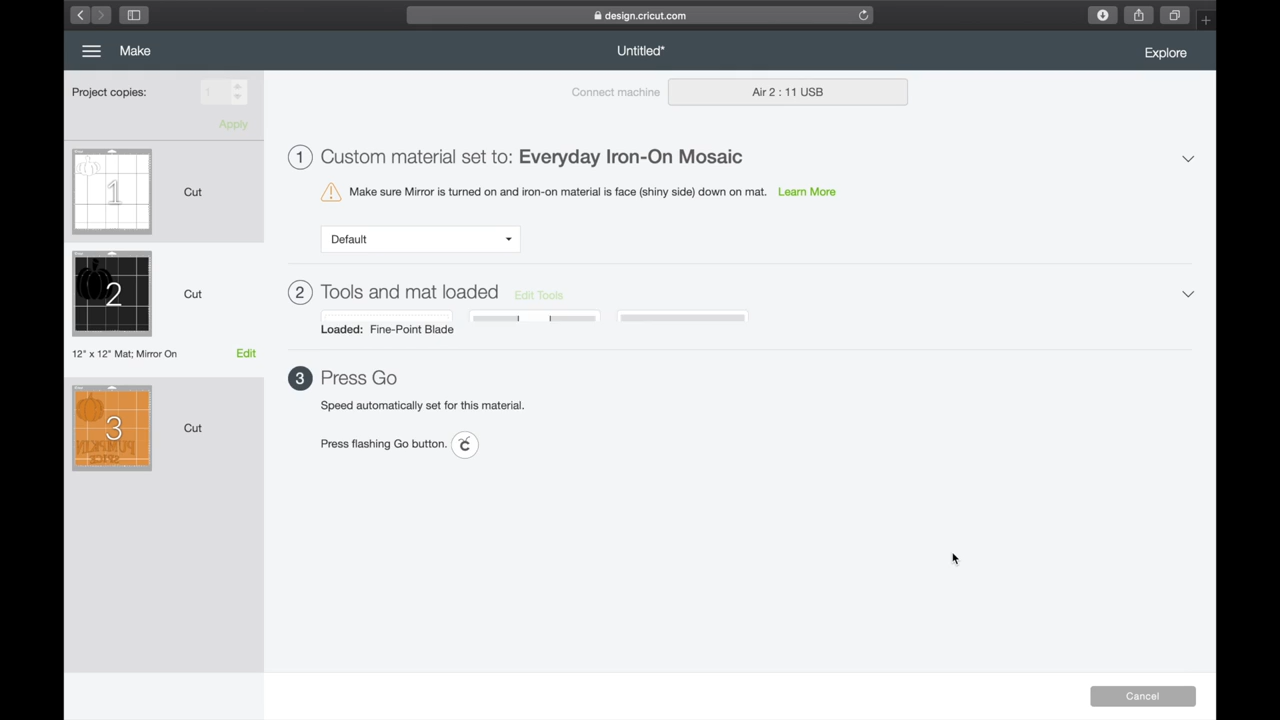 design.cricut.com
Make
Untitled*
Explore
Project copies:
1
Apply
Connect machine
Air 2 : 11 USB
1
Custom material set to: Everyday Iron-On Mosaic
Make sure Mirror is turned on and iron-on material is face (shiny side) down on mat. Learn More
Default
1
Cut
2
Cut
12" x 12" Mat; Mirror On
Edit
3
Cut
2
Tools and mat loaded
Edit Tools
Loaded: Fine-Point Blade
3
Press Go
Speed automatically set for this material.
Press flashing Go button.
Cancel